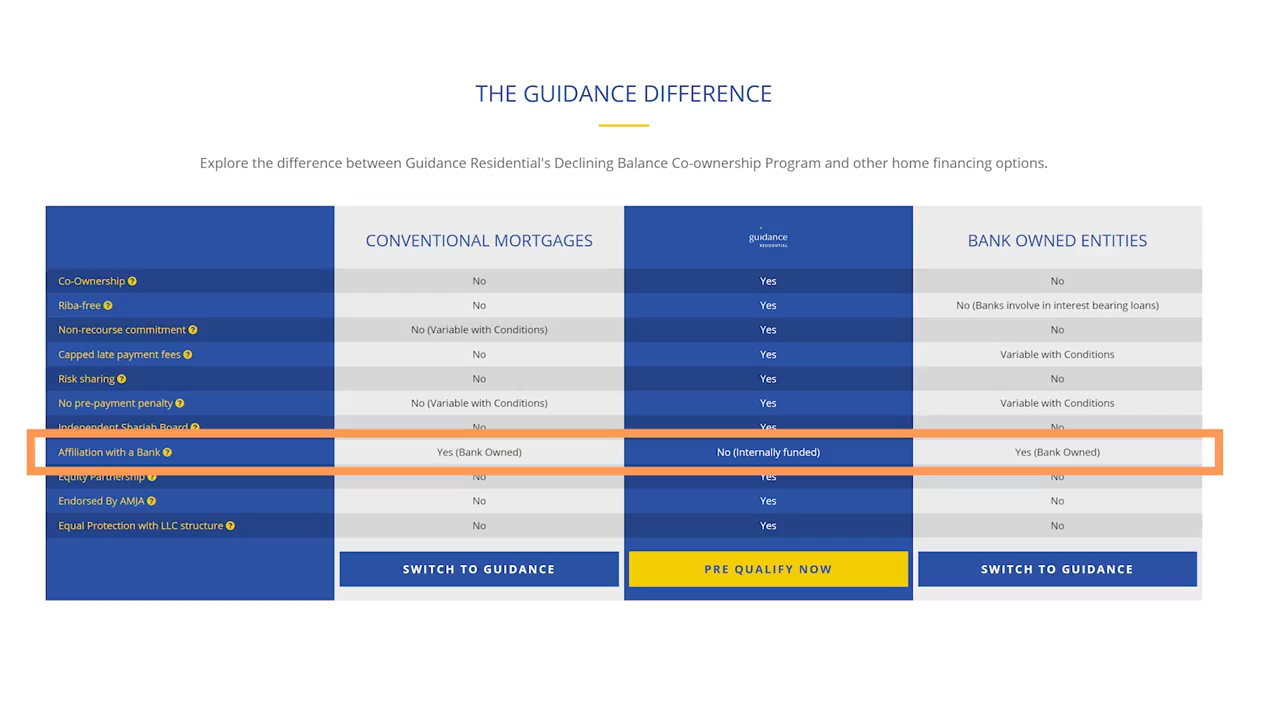 THE GUIDANCE DIFFERENCE
Explore the difference between Guidance Residential's Declining Balance Co-ownership Program and other home financing options.
CONVENTIONAL MORTGAGES guidance RESIDENTIAL BANK OWNED ENTITIES
Co-Ownership ? No Yes No
Riba-free ? No Yes No (Banks involve in interest bearing loans)
Non-recourse commitment ? No (Variable with Conditions) Yes No
Capped late payment fees ? No Yes Variable with Conditions
Risk sharing ? No Yes No
No pre-payment penalty ? No (Variable with Conditions) Yes Variable with Conditions
Independent Shariah Board ? No Yes No
Affiliation with a Bank ? Yes (Bank Owned) No (Internally funded) Yes (Bank Owned)
Equity Partnership ? No Yes No
Endorsed By AMJA ? No Yes No
Equal Protection with LLC structure ? No Yes No
SWITCH TO GUIDANCE PRE QUALIFY NOW SWITCH TO GUIDANCE